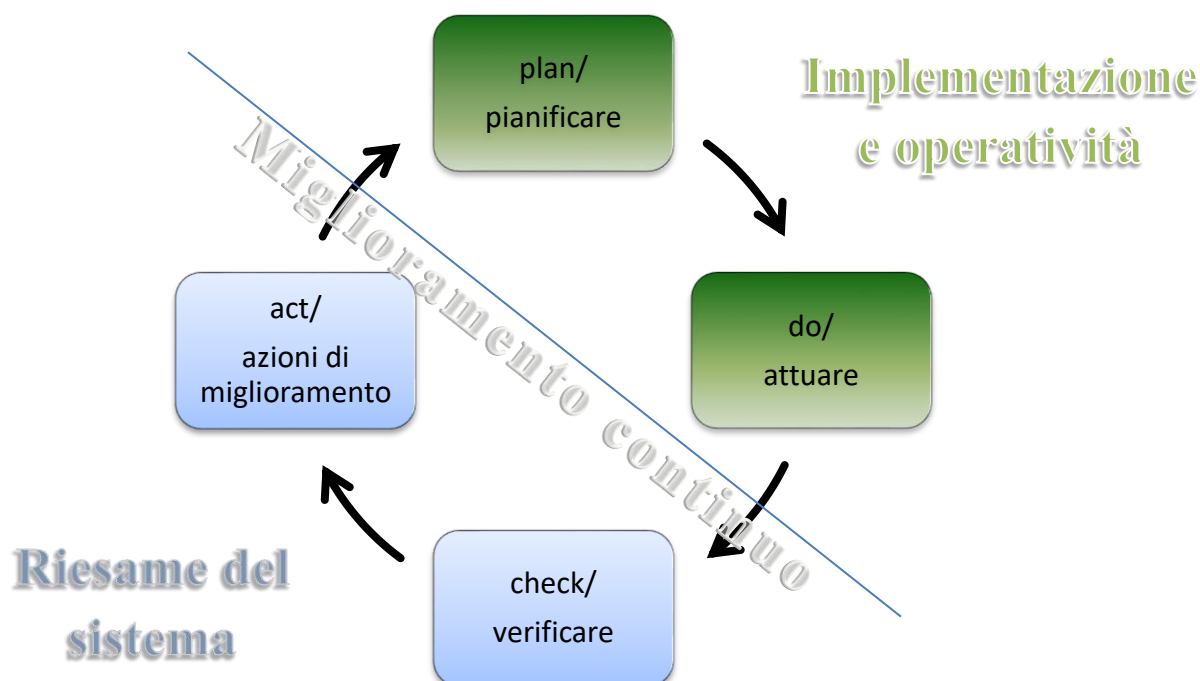 plan/
pianificare
Implementazione
e operatività
Miglioramento continuo
act/
azioni di
miglioramento
do/
attuare
Riesame del
sistema
check/
verificare